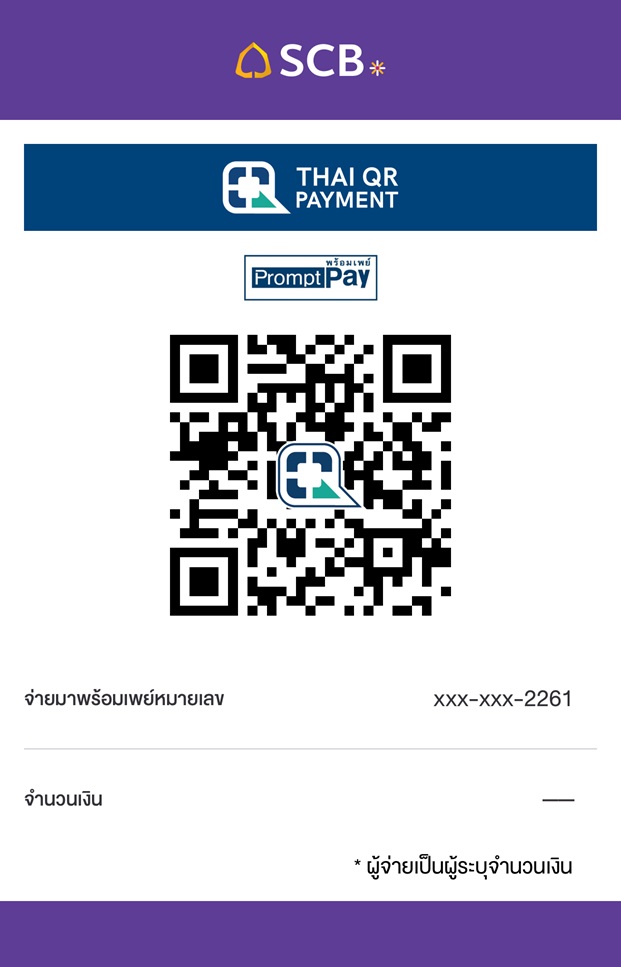 SCB
THAI QR
PAYMENT
พร้อมเพย์
PromptPay
จ่ายมาพร้อมเพย์หมายเลข xxx-xxx-2261
จำนวนเงิน —
* ผู้จ่ายเป็นผู้ระบุจำนวนเงิน